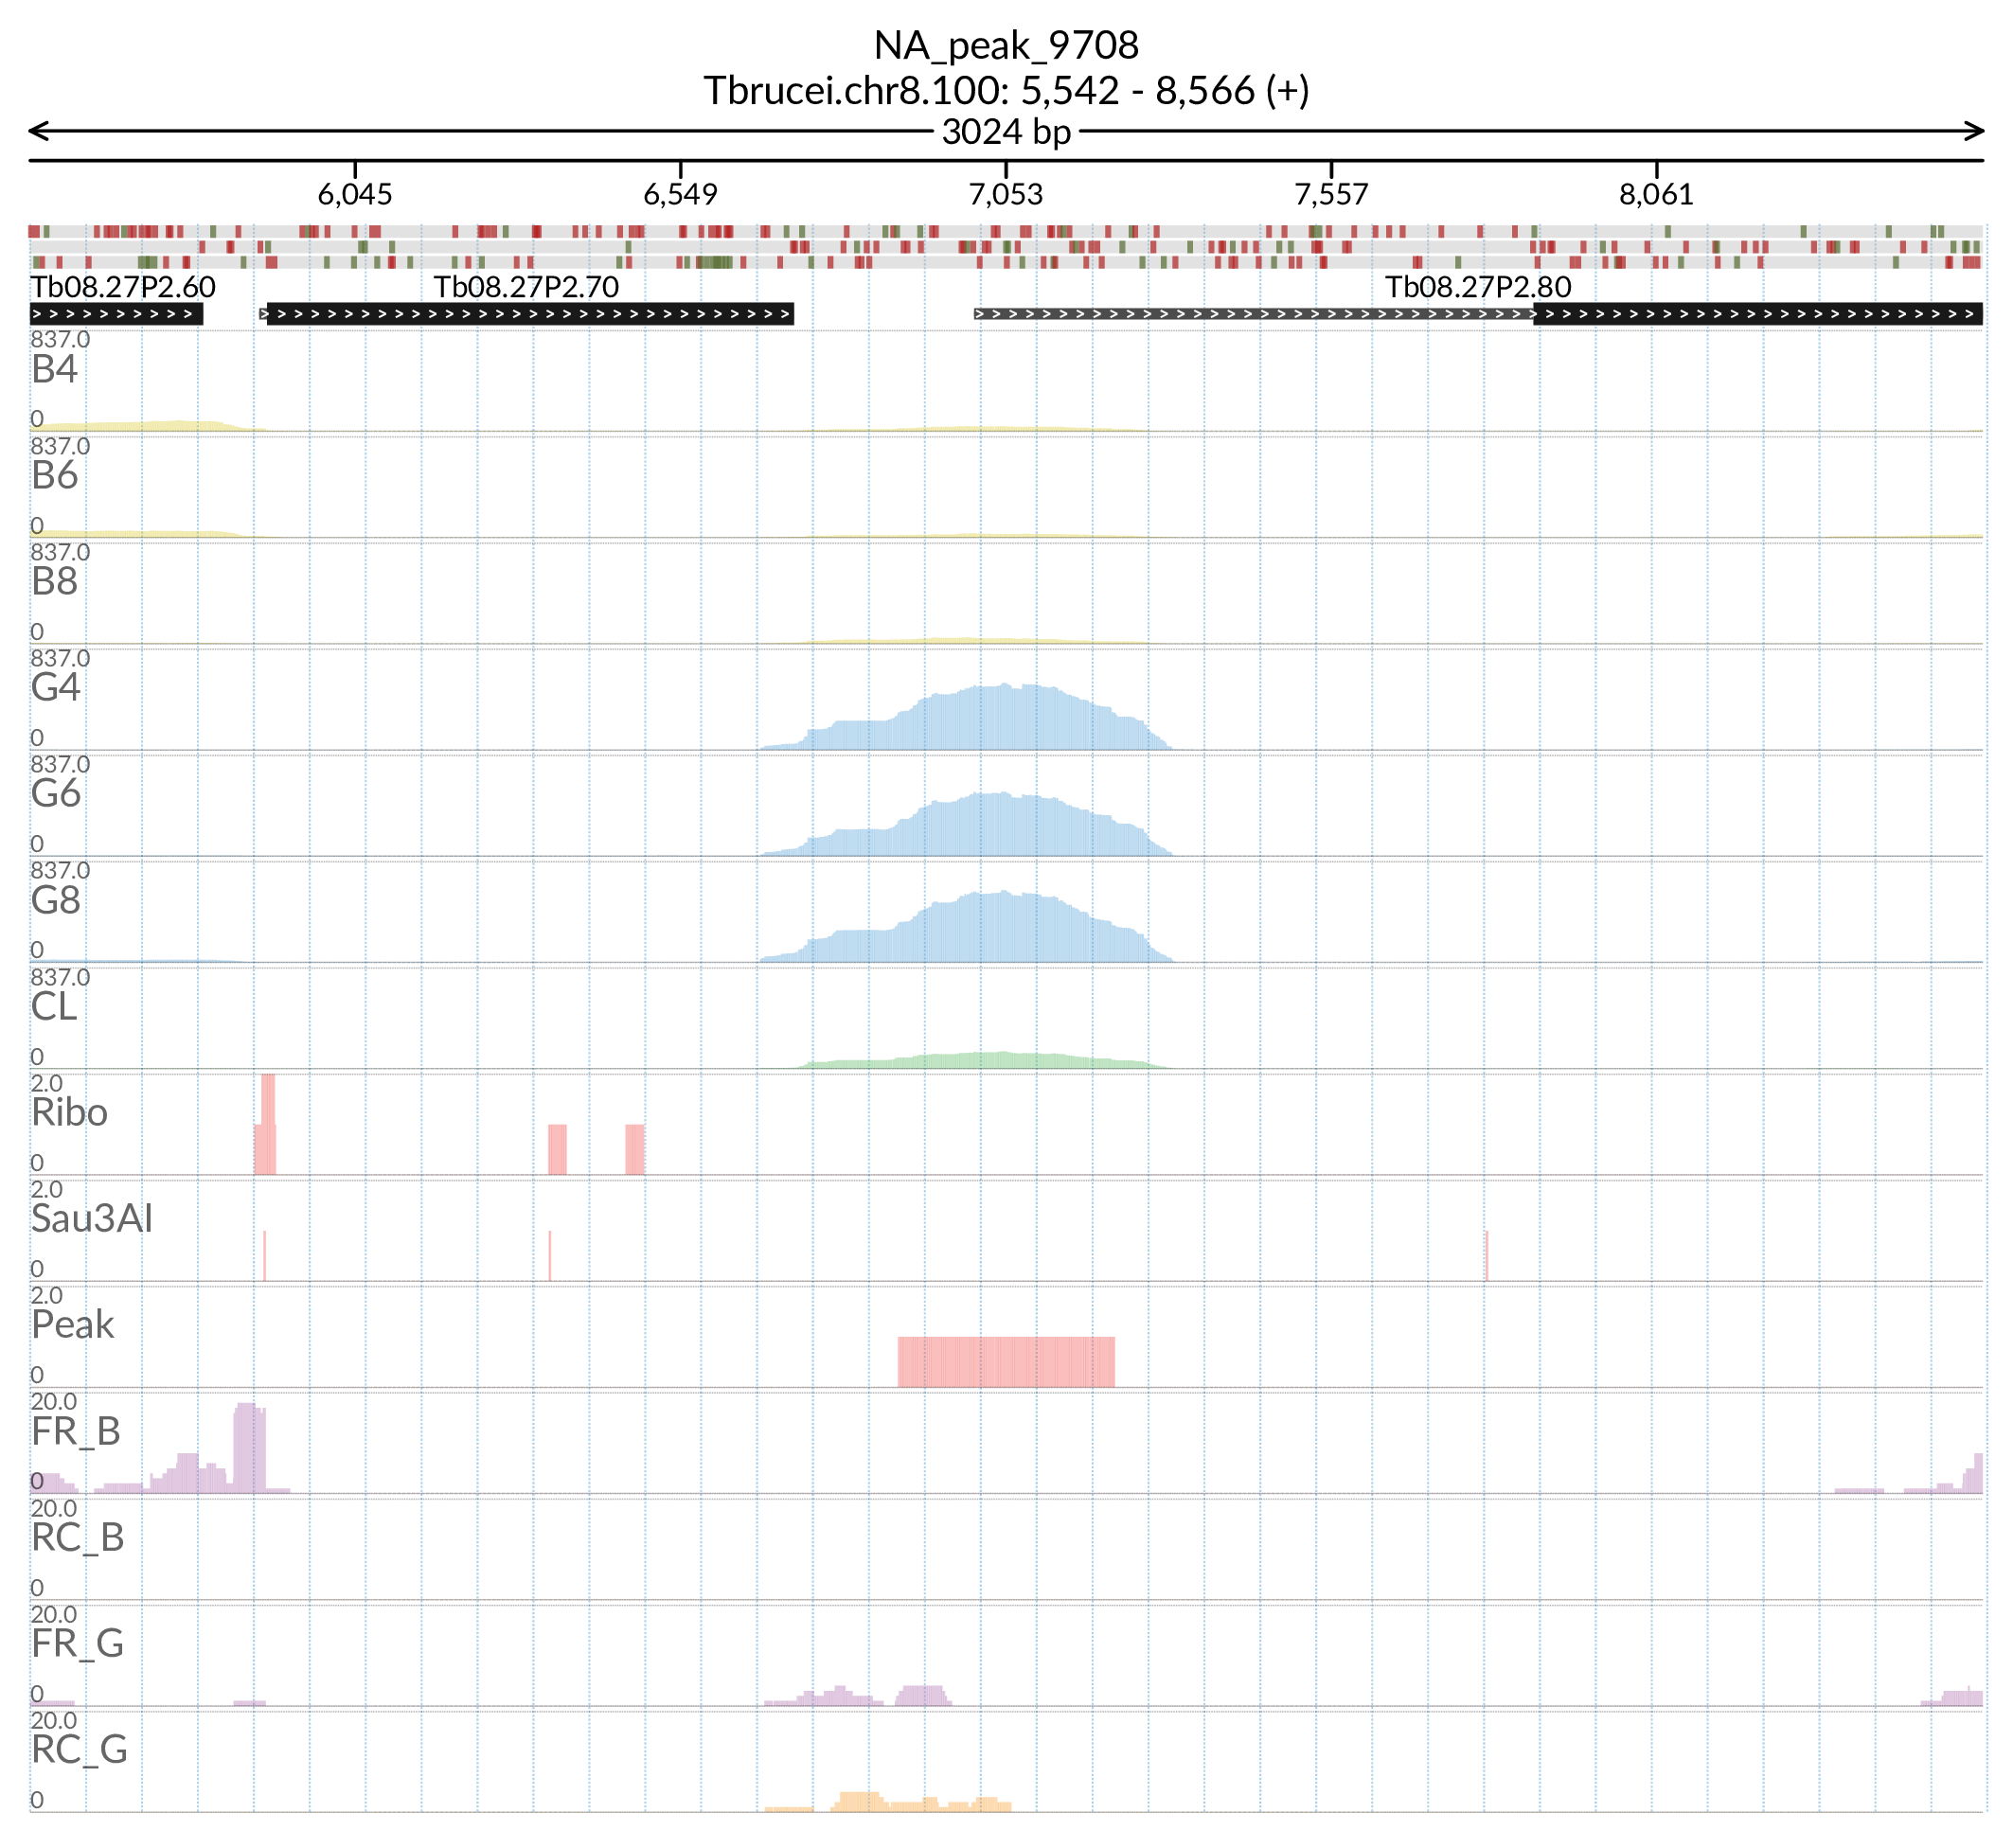 NA_peak_9708
Tbrucei.chr8.100: 5,542 - 8,566 (+)
3024 bp
6,045 6,549 7,053 7,557 8,061
Tb08.27P2.60 Tb08.27P2.70 Tb08.27P2.80
837.0
B4
0
837.0
B6
0
837.0
B8
0
837.0
G4
0
837.0
G6
0
837.0
G8
0
837.0
CL
0
2.0
Ribo
0
2.0
Sau3AI
0
2.0
Peak
0
20.0
FR_B
0
20.0
RC_B
0
20.0
FR_G
0
20.0
RC_G
0